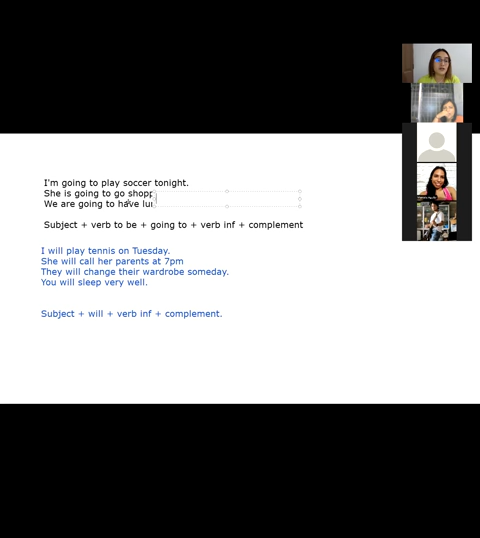 I'm going to play soccer tonight.
She is going to go shopp
We are going to have lun
Subject + verb to be + going to + verb inf + complement
I will play tennis on Tuesday.
She will call her parents at 7pm
They will change their wardrobe someday.
You will sleep very well.
Subject + will + verb inf + complement.